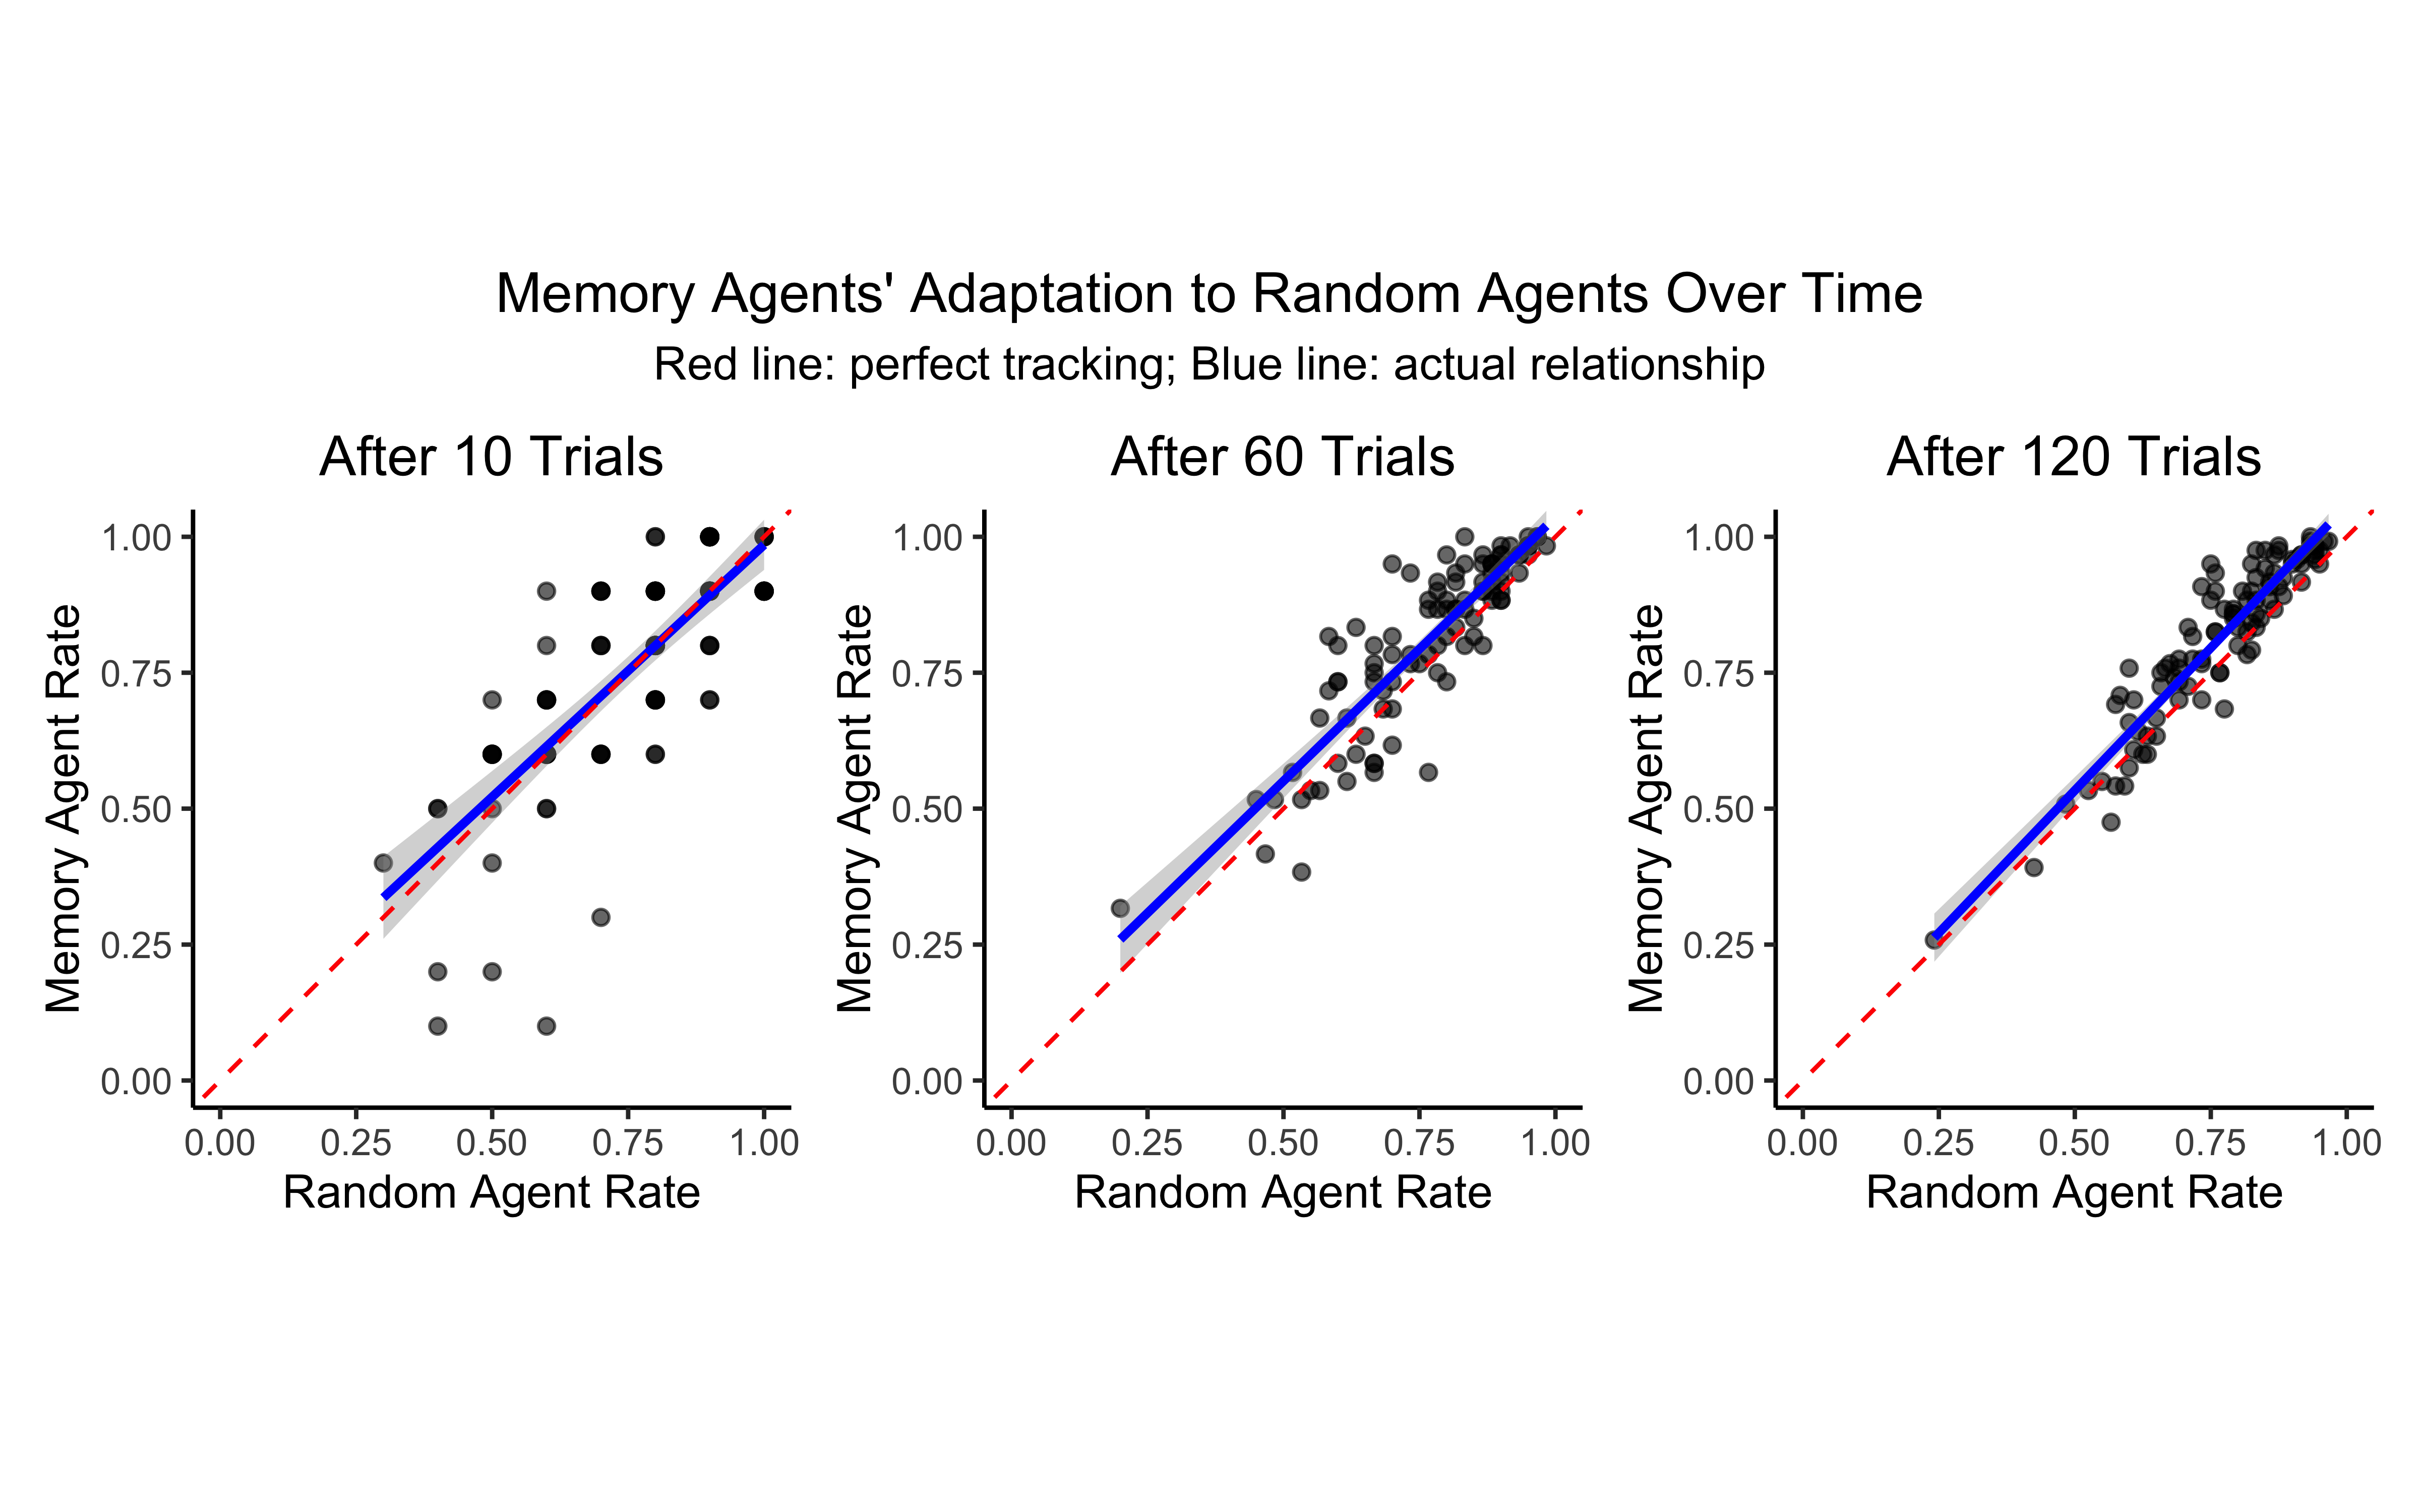 Memory Agents' Adaptation to Random Agents Over Time
Red line: perfect tracking; Blue line: actual relationship
After 10 Trials
Memory Agent Rate
1.00
0.75
0.50
0.25
0.00
0.00 0.25 0.50 0.75 1.00
Random Agent Rate
After 60 Trials
Memory Agent Rate
1.00
0.75
0.50
0.25
0.00
0.00 0.25 0.50 0.75 1.00
Random Agent Rate
After 120 Trials
Memory Agent Rate
1.00
0.75
0.50
0.25
0.00
0.00 0.25 0.50 0.75 1.00
Random Agent Rate